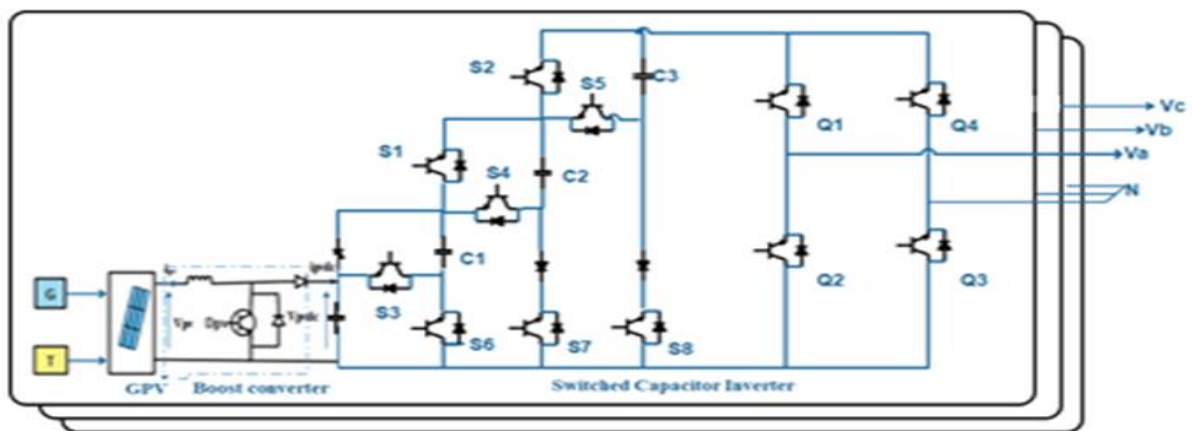 S2
S5
C3
S1
S4
C2
Q1
Q4
Vc
Vb
Va
N
C1
G
S3
Vpv
Q2
Q3
T
S6
S7
S8
GPV
Boost converter
Switched Capacitor Inverter